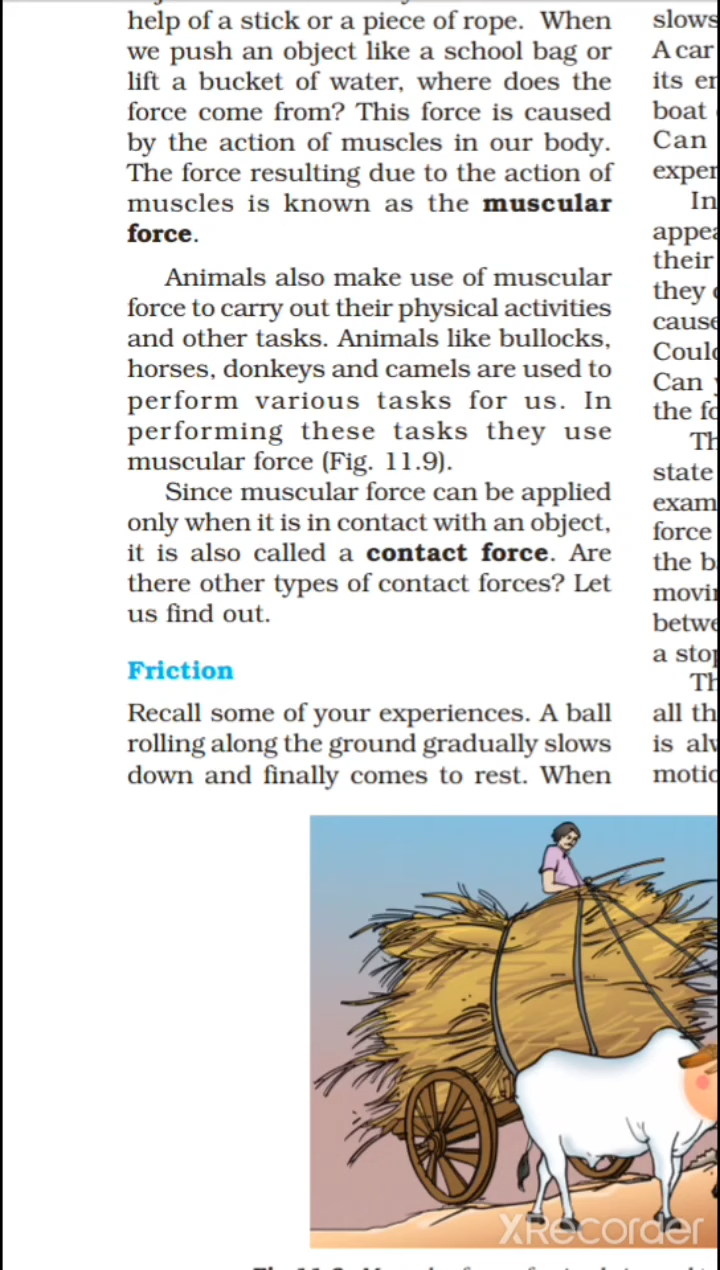 help of a stick or a piece of rope. When
we push an object like a school bag or
lift a bucket of water, where does the
force come from? This force is caused
by the action of muscles in our body.
The force resulting due to the action of
muscles is known as the muscular
force.
Animals also make use of muscular
force to carry out their physical activities
and other tasks. Animals like bullocks,
horses, donkeys and camels are used to
perform various tasks for us. In
performing these tasks they use
muscular force (Fig. 11.9).
Since muscular force can be applied
only when it is in contact with an object,
it is also called a contact force. Are
there other types of contact forces? Let
us find out.
Friction
Recall some of your experiences. A ball
rolling along the ground gradually slows
down and finally comes to rest. When
slows
A car
its
boat
Can
In
their
they
Can
the
state
force
the
XRecorder